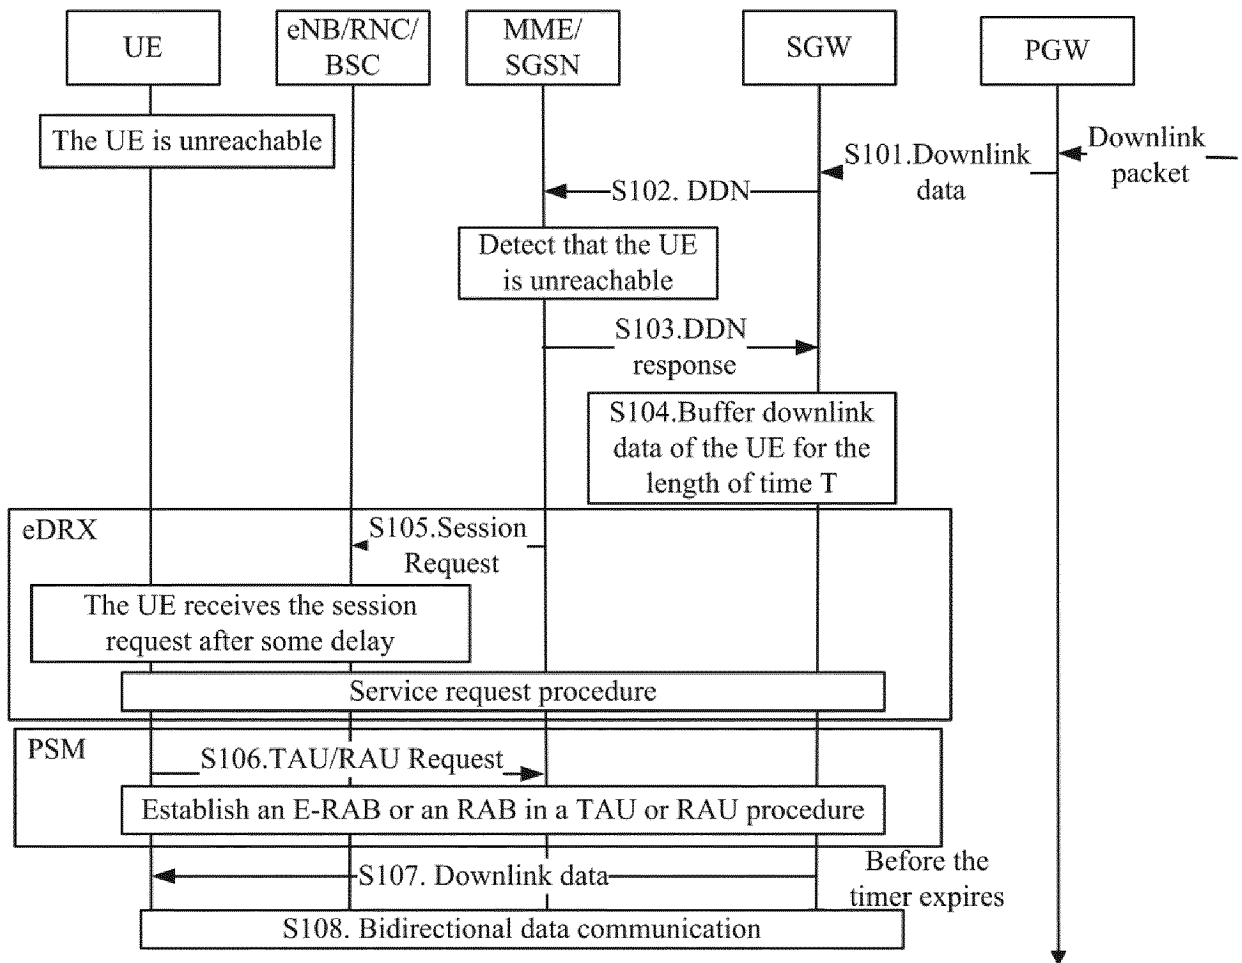 UE
eNB/RNC/
BSC
MME/
SGSN
SGW
PGW
The UE is unreachable
Downlink
packet
S101.Downlink
data
S102. DDN
Detect that the UE
is unreachable
S103.DDN
response
S104.Buffer downlink
data of the UE for the
length of time T
eDRX
S105.Session
Request
The UE receives the session
request after some delay
Service request procedure
PSM
S106.TAU/RAU Request
Establish an E-RAB or an RAB in a TAU or RAU procedure
S107. Downlink data
Before the
timer expires
S108. Bidirectional data communication